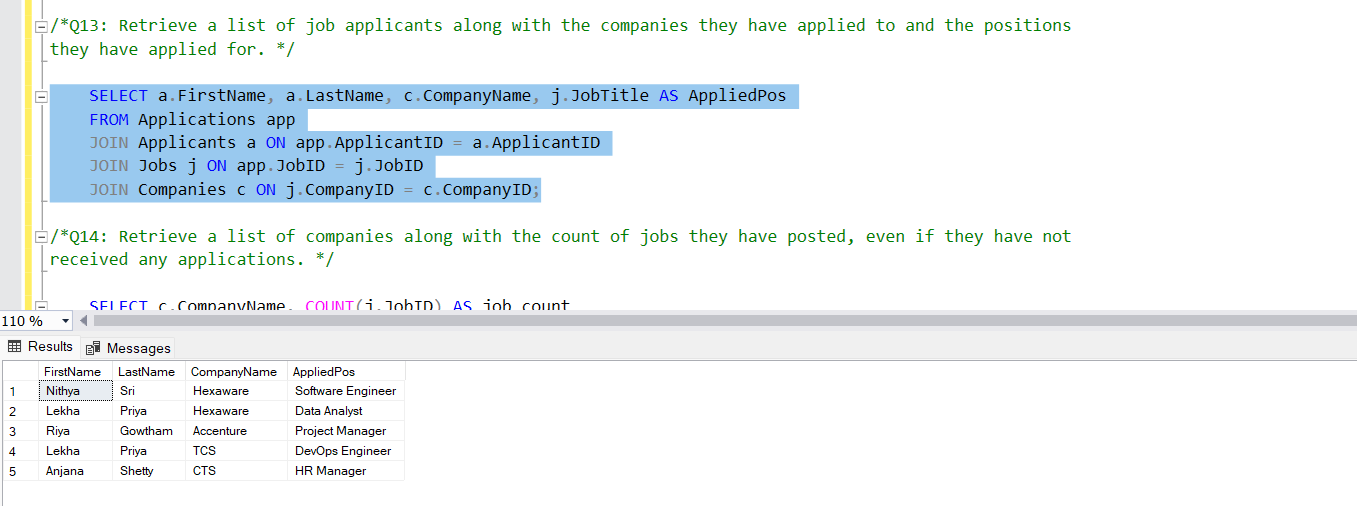 /*Q13: Retrieve a list of job applicants along with the companies they have applied to and the positions
they have applied for. */
SELECT a.FirstName, a.LastName, c.CompanyName, j.JobTitle AS AppliedPos
FROM Applications app
JOIN Applicants a ON app.ApplicantID = a.ApplicantID
JOIN Jobs j ON app.JobID = j.JobID
JOIN Companies c ON j.CompanyID = c.CompanyID;
/*Q14: Retrieve a list of companies along with the count of jobs they have posted, even if they have not
received any applications. */
SELECT c.CompanyName, COUNT(j.JobID) AS job_count
110 %
Results Messages
FirstName LastName CompanyName AppliedPos
1 Nithya Sri Hexaware Software Engineer
2 Lekha Priya Hexaware Data Analyst
3 Riya Gowtham Accenture Project Manager
4 Lekha Priya TCS DevOps Engineer
5 Anjana Shetty CTS HR Manager